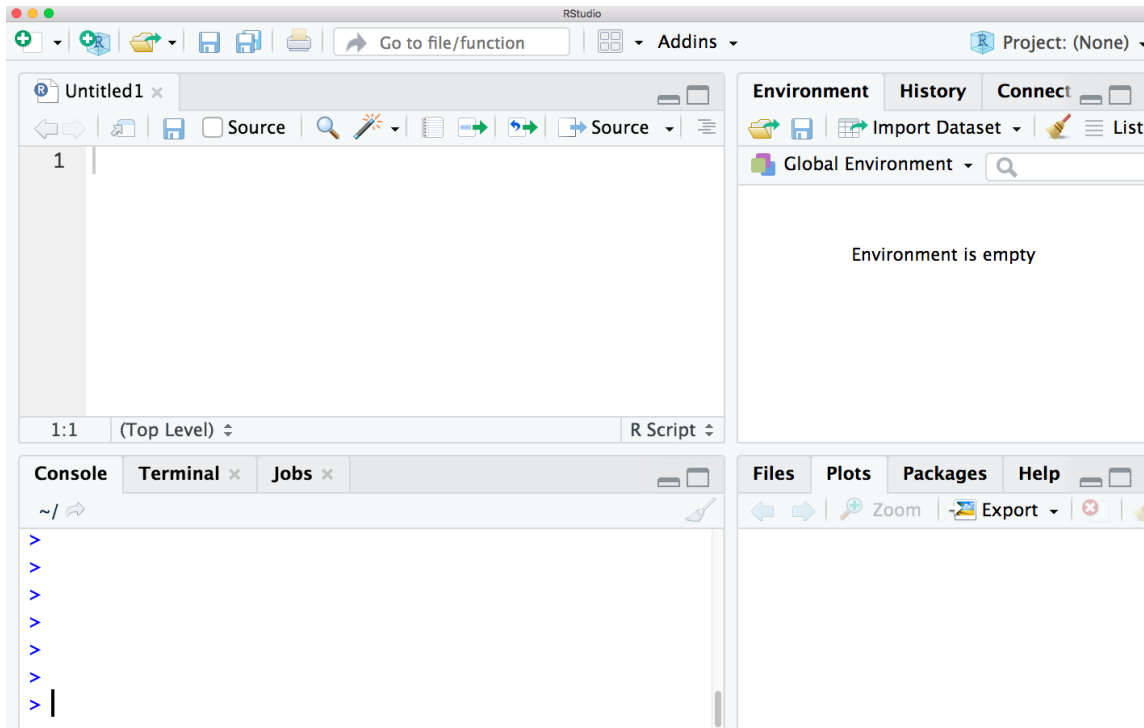 RStudio
Go to file/function Addins R Project: (None)
R Untitled1
Source Source
1
1:1 (Top Level) R Script
Environment History Connect
Import Dataset List
Global Environment
Environment is empty
Console Terminal Jobs
~/
>
>
>
>
>
>
>
Files Plots Packages Help
Zoom Export